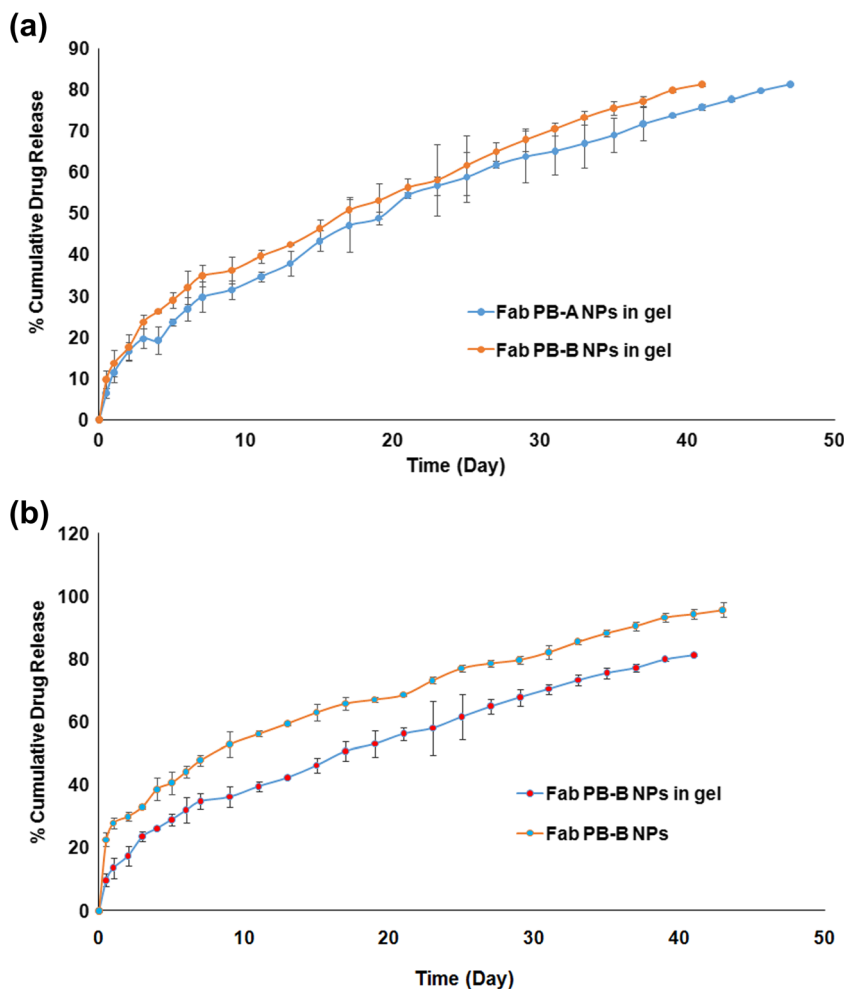 (a)
90
80
70
60
50
40
30
20
10
0
% Cumulative Drug Release
Fab PB-A NPs in gel
Fab PB-B NPs in gel
0 10 20 30 40 50
Time (Day)
(b)
120
100
80
60
40
20
0
% Cumulative Drug Release
Fab PB-B NPs in gel
Fab PB-B NPs
0 10 20 30 40 50
Time (Day)